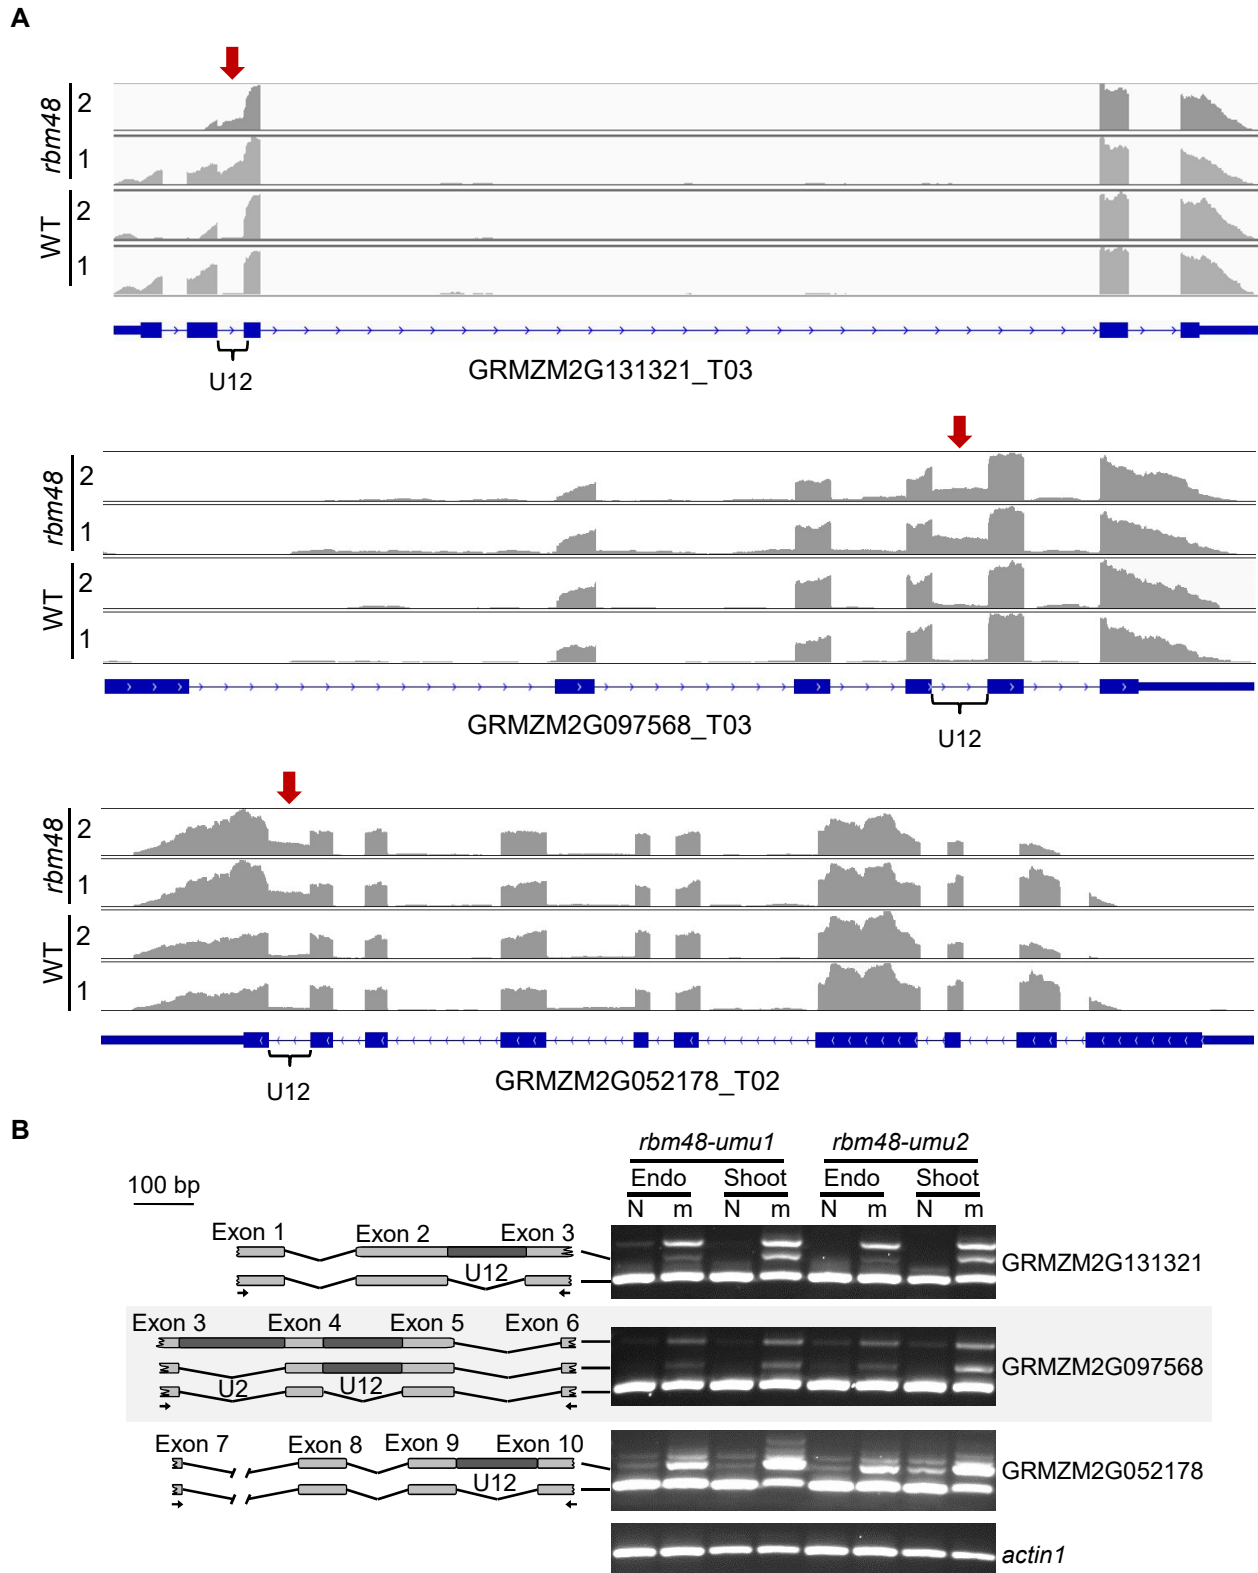 A
rbm48
2
1
WT
2
1
U12
GRMZM2G131321_T03
rbm48
2
1
WT
2
1
GRMZM2G097568_T03
U12
rbm48
2
1
WT
2
1
U12
GRMZM2G052178_T02
B
rbm48-umu1 rbm48-umu2
Endo Shoot Endo Shoot
N m N m N m N m
100 bp
Exon 1 Exon 2 Exon 3
U12
GRMZM2G131321
Exon 3 Exon 4 Exon 5 Exon 6
U2 U12
GRMZM2G097568
Exon 7 Exon 8 Exon 9 Exon 10
U12
GRMZM2G052178
actin1